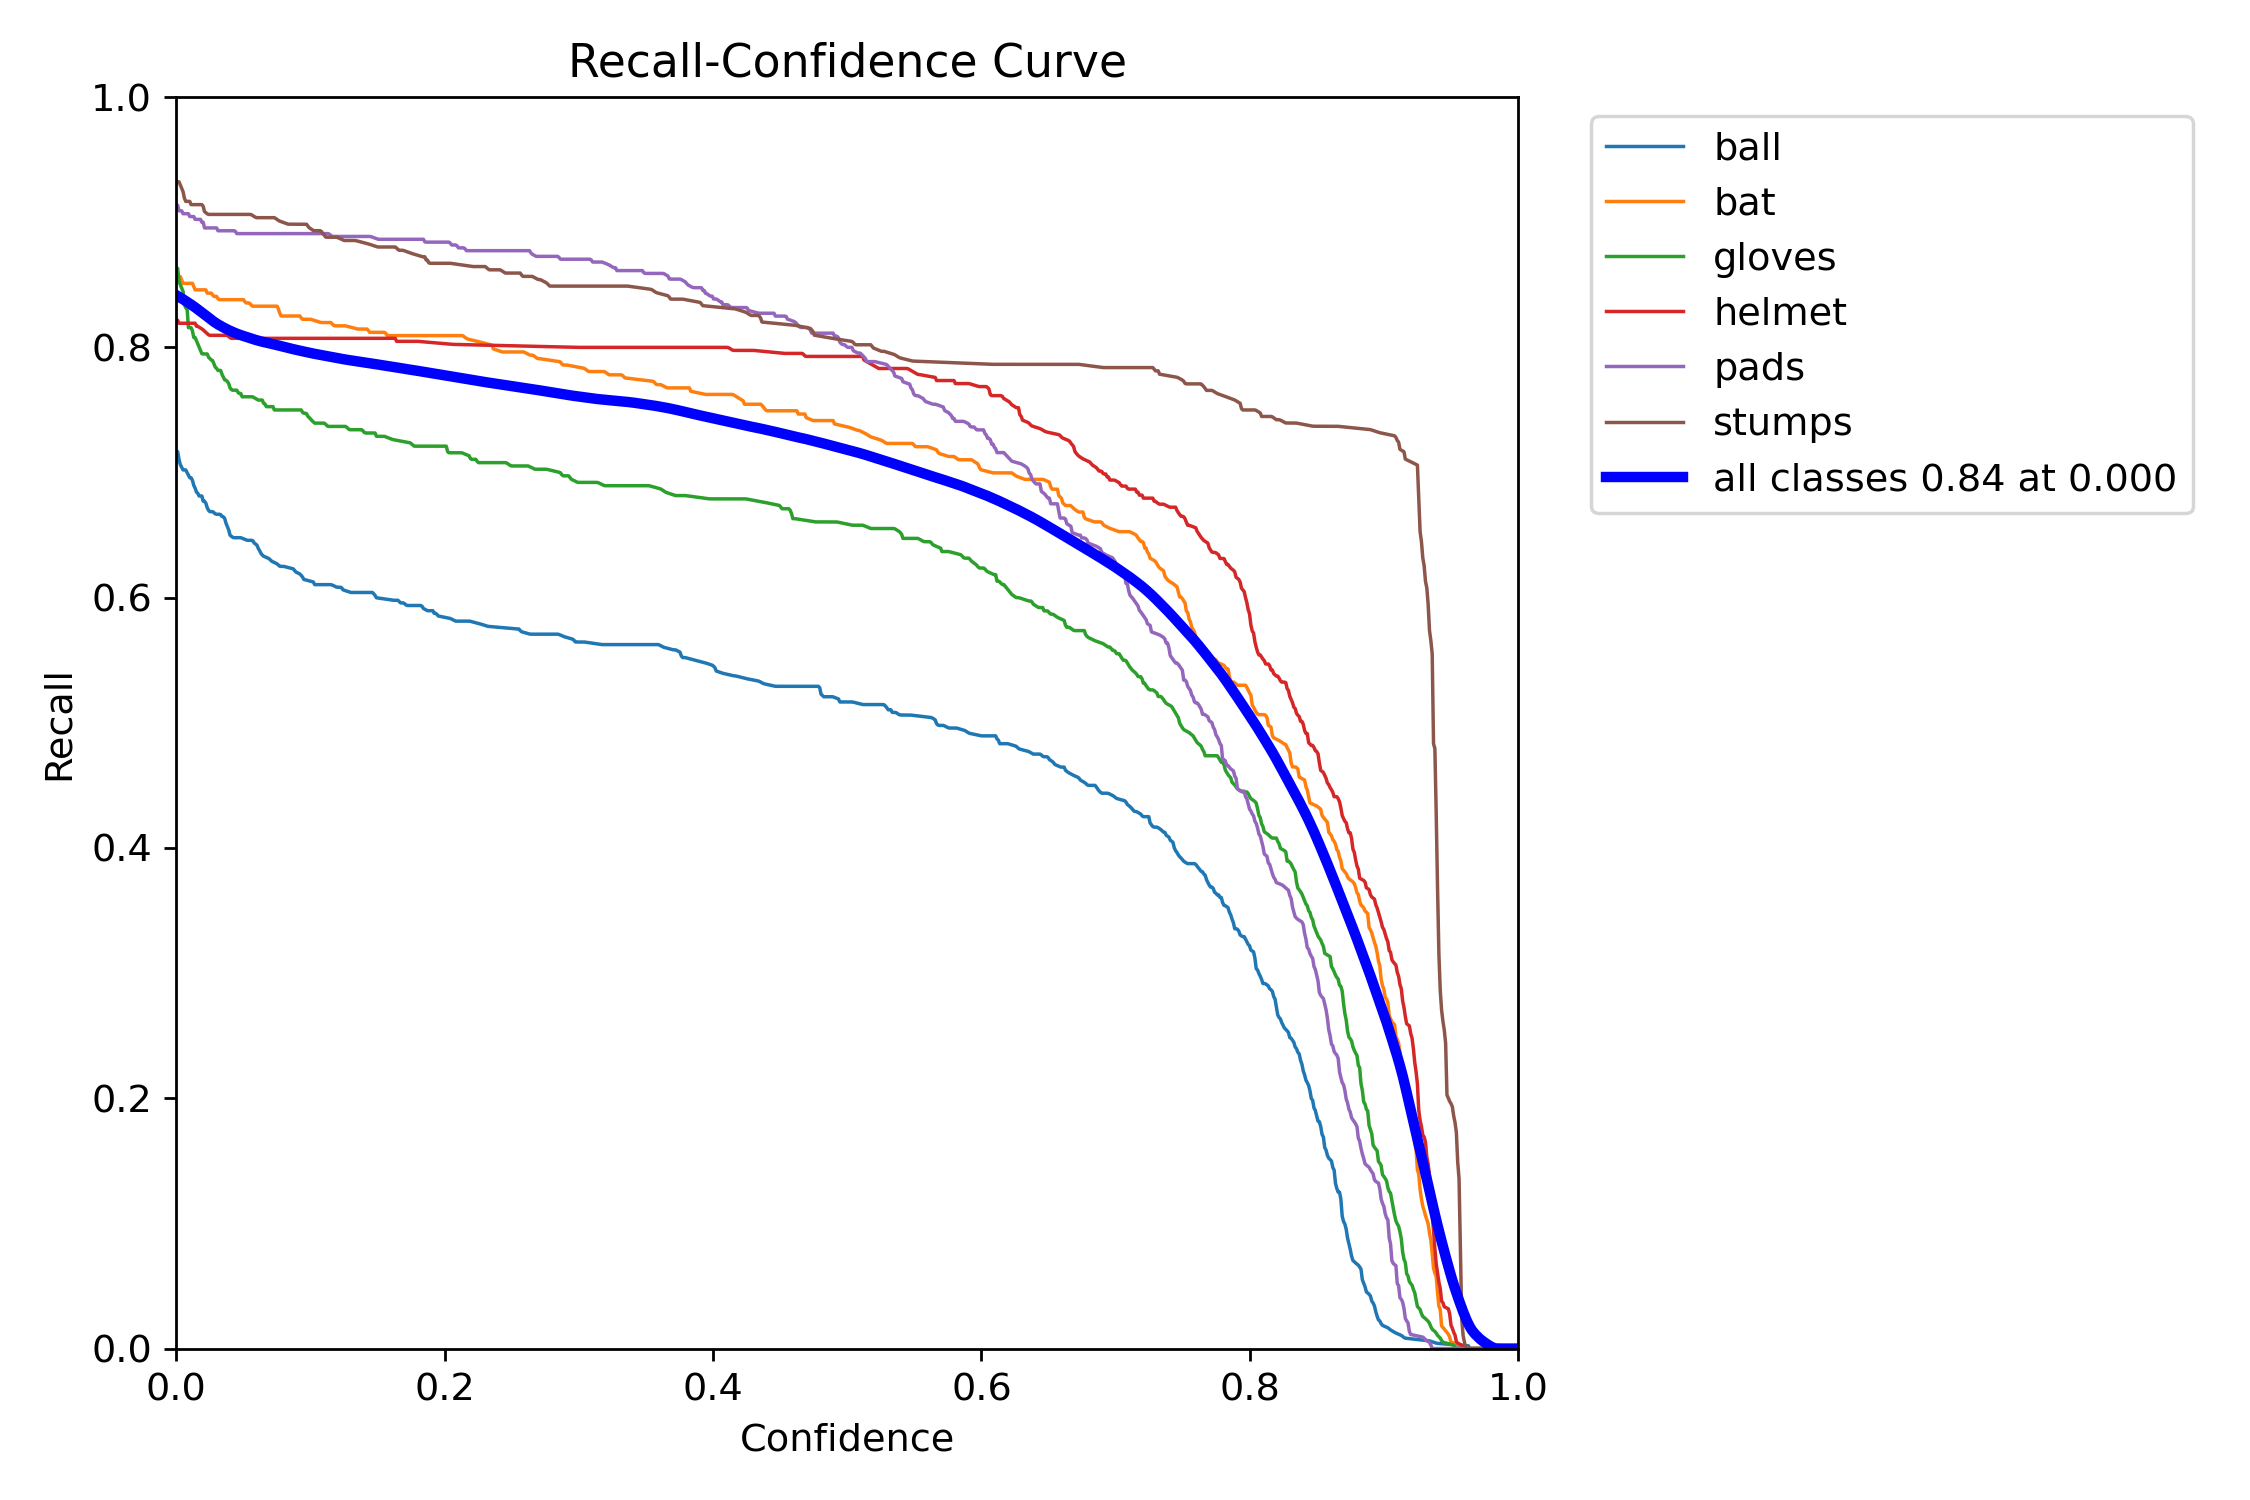 Recall-Confidence Curve
1.0
0.8
0.6
0.4
0.2
0.0
Recall
0.0 0.2 0.4 0.6 0.8 1.0
Confidence
ball
bat
gloves
helmet
pads
stumps
all classes 0.84 at 0.000